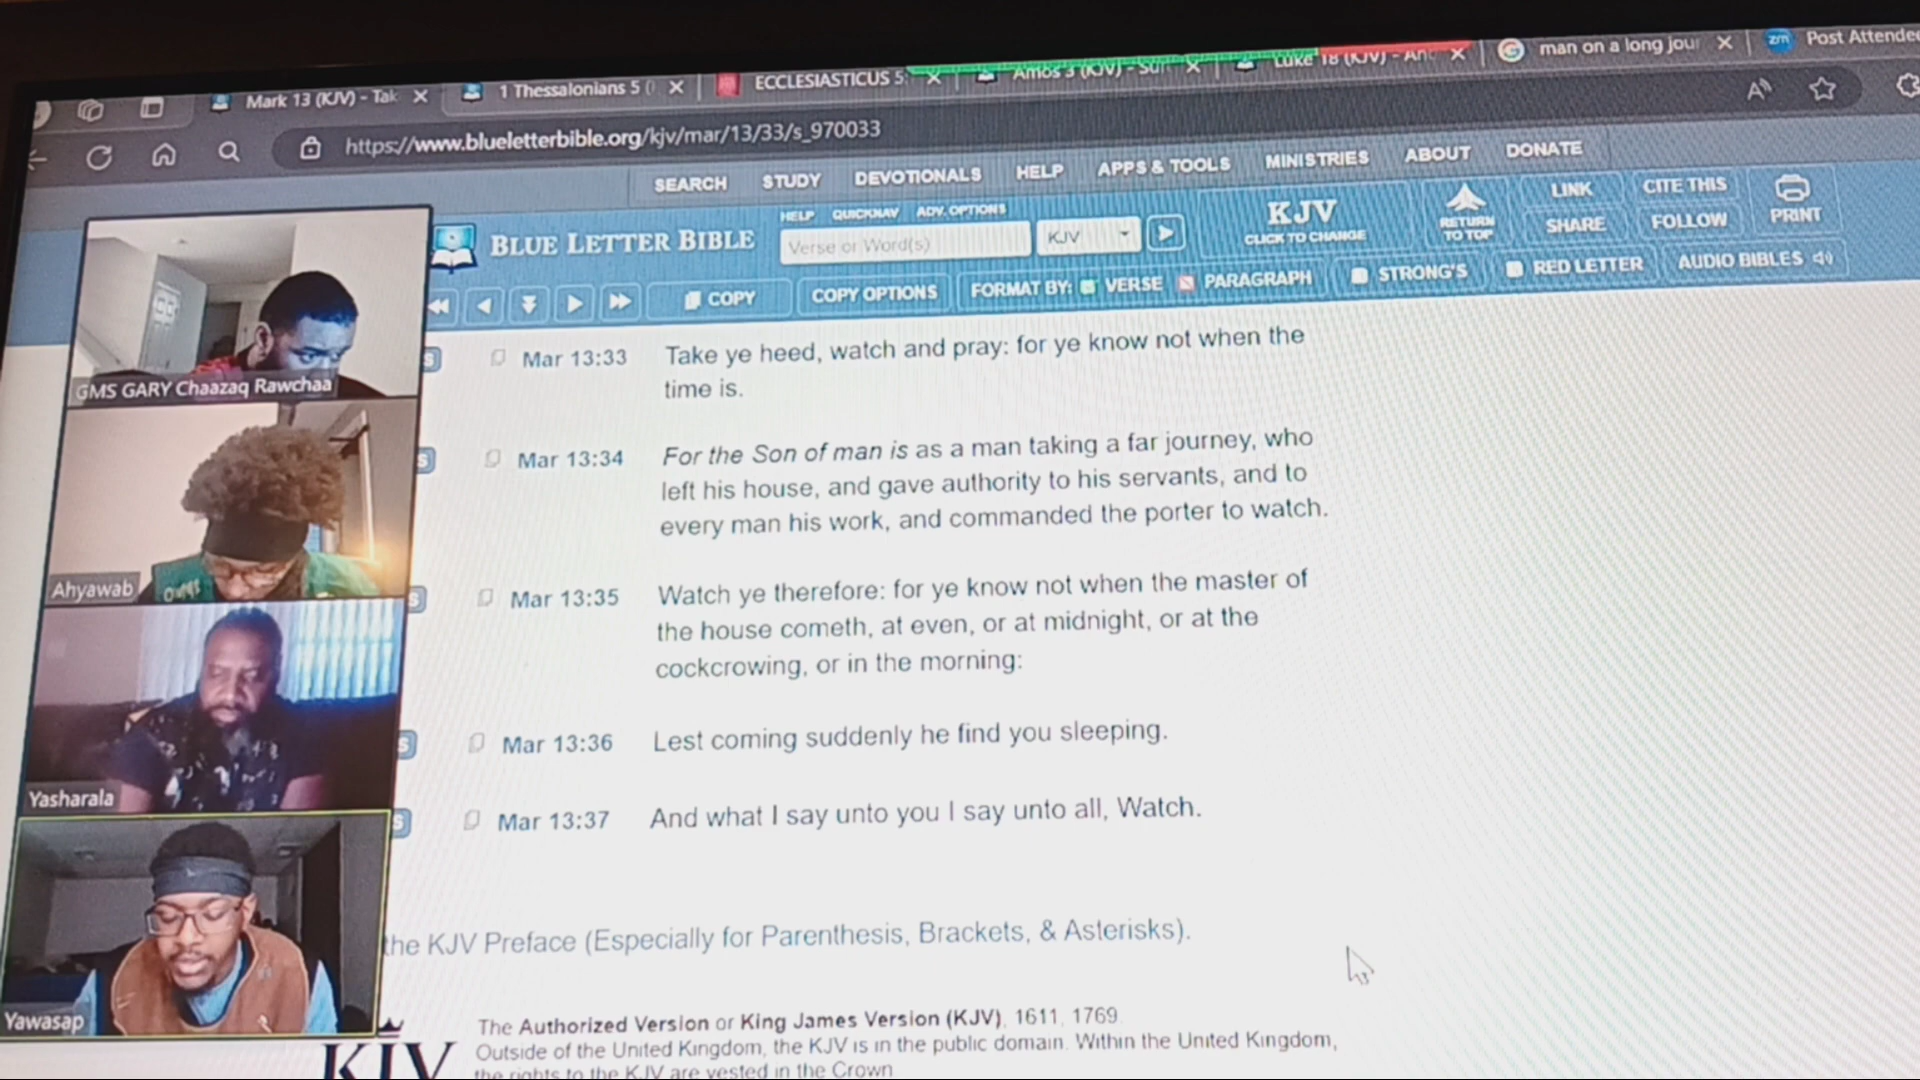 Mark 13 (KJV) - Tak
1 Thessalonians 5 (
ECCLESIASTICUS 5:
Amos 3 (KJV) - Sur
Luke 18 (KJV) - And
man on a long jour
zm Post Attendee
https://www.blueletterbible.org/kjv/mar/13/33/s_970033
SEARCH STUDY DEVOTIONALS HELP APPS & TOOLS MINISTRIES ABOUT DONATE
BLUE LETTER BIBLE
HELP QUICKNAV ADV. OPTIONS
Verse or Word(s)
KJV
KJV
CLICK TO CHANGE
RETURN
TO TOP
LINK
CITE THIS
SHARE
FOLLOW
PRINT
COPY
COPY OPTIONS
FORMAT BY: VERSE PARAGRAPH
STRONG'S
RED LETTER
AUDIO BIBLES
GMS GARY Chaazaq Rawchaa
Ahyawab
Yasharala
Yawasap
S Mar 13:33 Take ye heed, watch and pray: for ye know not when the
time is.
S Mar 13:34 For the Son of man is as a man taking a far journey, who
left his house, and gave authority to his servants, and to
every man his work, and commanded the porter to watch.
S Mar 13:35 Watch ye therefore: for ye know not when the master of
the house cometh, at even, or at midnight, or at the
cockcrowing, or in the morning:
S Mar 13:36 Lest coming suddenly he find you sleeping.
S Mar 13:37 And what I say unto you I say unto all, Watch.
the KJV Preface (Especially for Parenthesis, Brackets, & Asterisks).
KJV
The Authorized Version or King James Version (KJV), 1611, 1769.
Outside of the United Kingdom, the KJV is in the public domain. Within the United Kingdom,
the rights to the KJV are vested in the Crown.